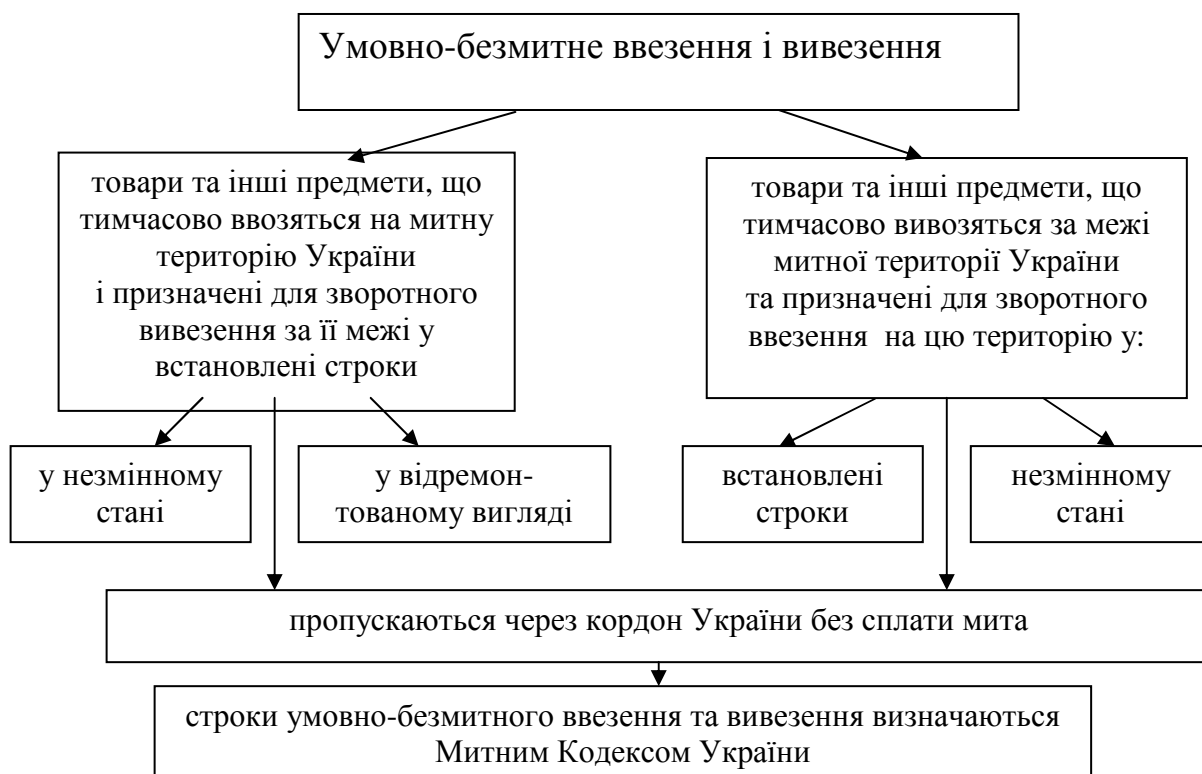 Умовно-безмитне ввезення і вивезення
товари та інші предмети, що
тимчасово ввозяться на митну
територію України
і призначені для зворотного
вивезення за її межі у
встановлені строки
товари та інші предмети, що
тимчасово вивозяться за межі
митної території України
та призначені для зворотного
ввезення на цю територію у:
у незмінному
стані
у відремон-
тованому вигляді
встановлені
строки
незмінному
стані
пропускаються через кордон України без сплати мита
строки умовно-безмитного ввезення та вивезення визначаються
Митним Кодексом України